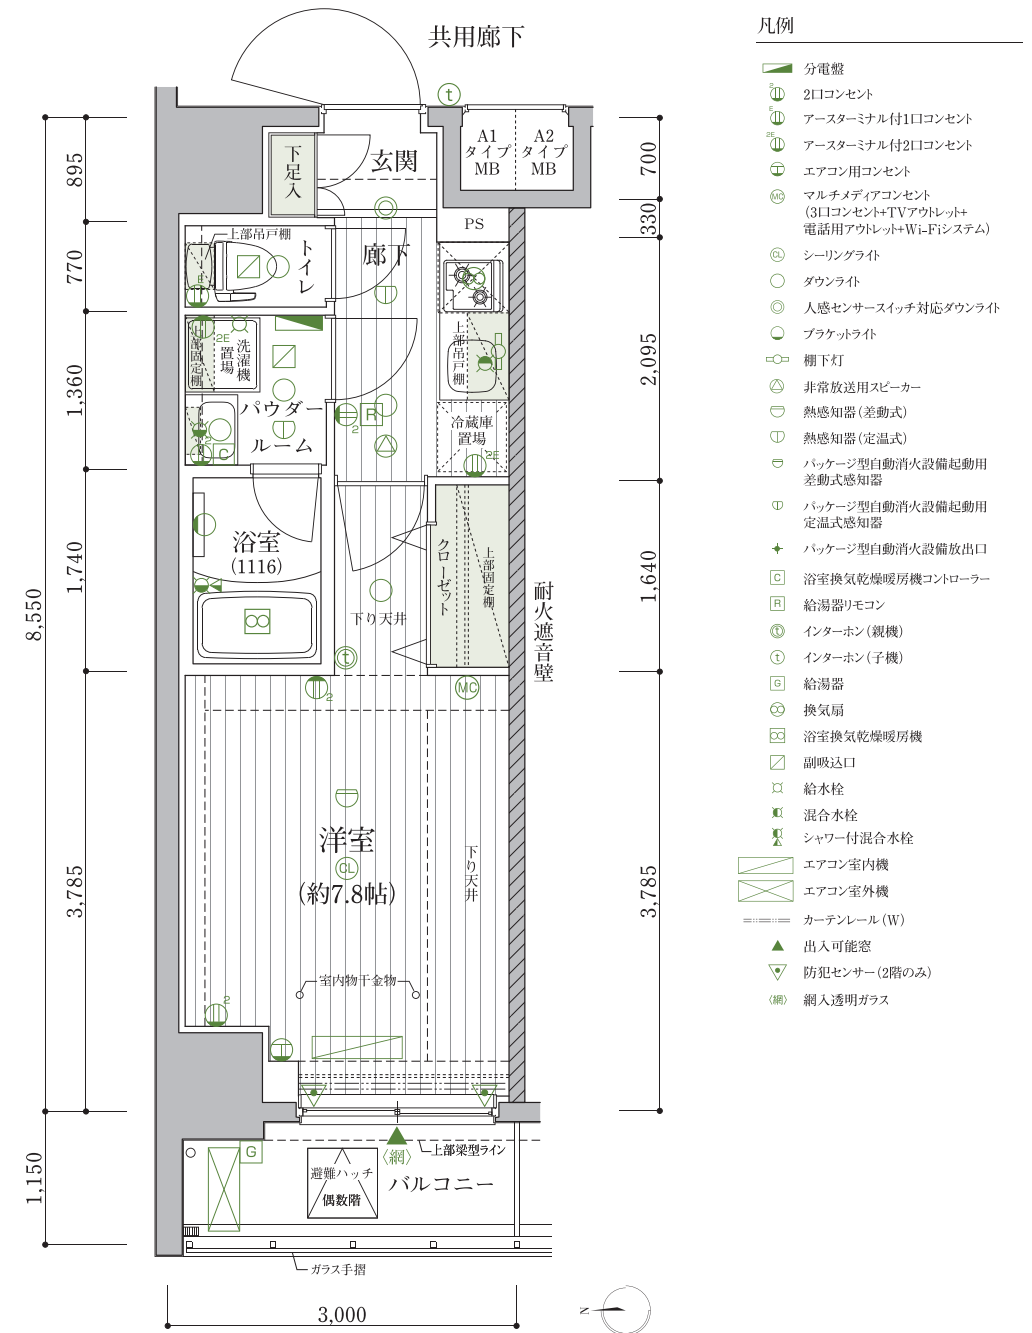 共用廊下
t
A1
タイプ
MB
A2
タイプ
MB
下足入
玄関
PS
上部吊戸棚
トイレ
E
廊下
上部吊戸棚
2E
上部固定棚
洗濯機
置場
パウダー
ルーム
C
2
R
冷蔵庫
置場
2E
浴室
(1116)
クローゼット
上部固定棚
下り天井
耐火遮音壁
t
2
MC
洋室
CL
(約7.8帖)
下り天井
室内物干金物
2
上部梁型ライン
G
〈網〉
避難ハッチ
偶数階
バルコニー
ガラス手摺
895
770
1,360
1,740
3,785
8,550
1,150
700
330
2,095
1,640
3,785
3,000
N
凡例
分電盤
2 2口コンセント
E アースターミナル付1口コンセント
2E アースターミナル付2口コンセント
エアコン用コンセント
MC マルチメディアコンセント
(3口コンセント+TVアウトレット+
電話用アウトレット+Wi-Fiシステム)
CL シーリングライト
ダウンライト
人感センサースイッチ対応ダウンライト
ブラケットライト
棚下灯
非常放送用スピーカー
熱感知器(差動式)
熱感知器(定温式)
パッケージ型自動消火設備起動用
差動式感知器
パッケージ型自動消火設備起動用
定温式感知器
パッケージ型自動消火設備放出口
C 浴室換気乾燥暖房機コントローラー
R 給湯器リモコン
t インターホン(親機)
t インターホン(子機)
G 給湯器
換気扇
浴室換気乾燥暖房機
副吸込口
給水栓
混合水栓
シャワー付混合水栓
エアコン室内機
エアコン室外機
カーテンレール(W)
出入可能窓
防犯センサー(2階のみ)
〈網〉 網入透明ガラス